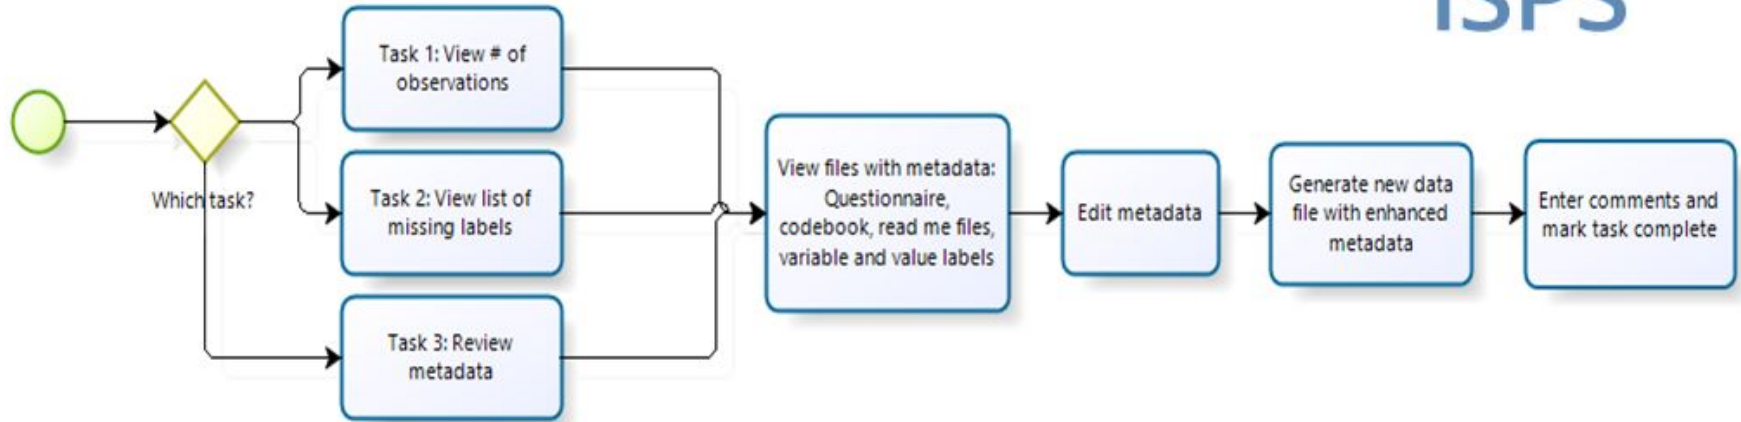 ISPS
Task 1: View # of
observations
Which task?
Task 2: View list of
missing labels
Task 3: Review
metadata
View files with metadata:
Questionnaire,
codebook, read me files,
variable and value labels
Edit metadata
Generate new data
file with enhanced
metadata
Enter comments and
mark task complete